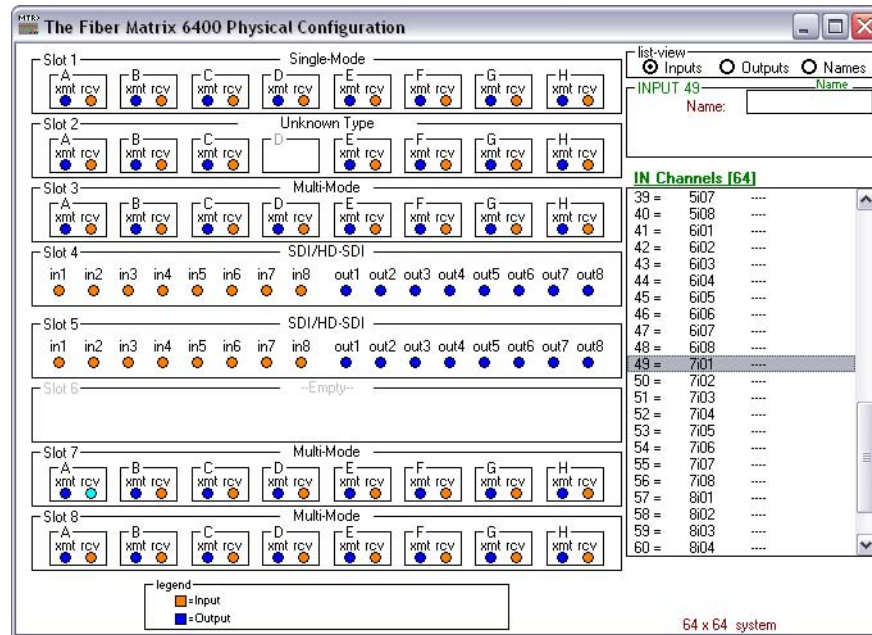 MTRX The Fiber Matrix 6400 Physical Configuration
Slot 1 Single-Mode
A B C D E F G H
xmt rcv xmt rcv xmt rcv xmt rcv xmt rcv xmt rcv xmt rcv xmt rcv
Slot 2 Unknown Type
A B C D E F G H
xmt rcv xmt rcv xmt rcv xmt rcv xmt rcv xmt rcv xmt rcv
Slot 3 Multi-Mode
A B C D E F G H
xmt rcv xmt rcv xmt rcv xmt rcv xmt rcv xmt rcv xmt rcv xmt rcv
Slot 4 SDI/HD-SDI
in1 in2 in3 in4 in5 in6 in7 in8 out1 out2 out3 out4 out5 out6 out7 out8
Slot 5 SDI/HD-SDI
in1 in2 in3 in4 in5 in6 in7 in8 out1 out2 out3 out4 out5 out6 out7 out8
Slot 6 --Empty--
Slot 7 Multi-Mode
A B C D E F G H
xmt rcv xmt rcv xmt rcv xmt rcv xmt rcv xmt rcv xmt rcv xmt rcv
Slot 8 Multi-Mode
A B C D E F G H
xmt rcv xmt rcv xmt rcv xmt rcv xmt rcv xmt rcv xmt rcv xmt rcv
legend
=Input
=Output
list-view
Inputs Outputs Names
INPUT 49 Name
Name:
IN Channels [64]
39 = 5i07 ----
40 = 5i08 ----
41 = 6i01 ----
42 = 6i02 ----
43 = 6i03 ----
44 = 6i04 ----
45 = 6i05 ----
46 = 6i06 ----
47 = 6i07 ----
48 = 6i08 ----
49 = 7i01 ----
50 = 7i02 ----
51 = 7i03 ----
52 = 7i04 ----
53 = 7i05 ----
54 = 7i06 ----
55 = 7i07 ----
56 = 7i08 ----
57 = 8i01 ----
58 = 8i02 ----
59 = 8i03 ----
60 = 8i04 ----
64 x 64 system